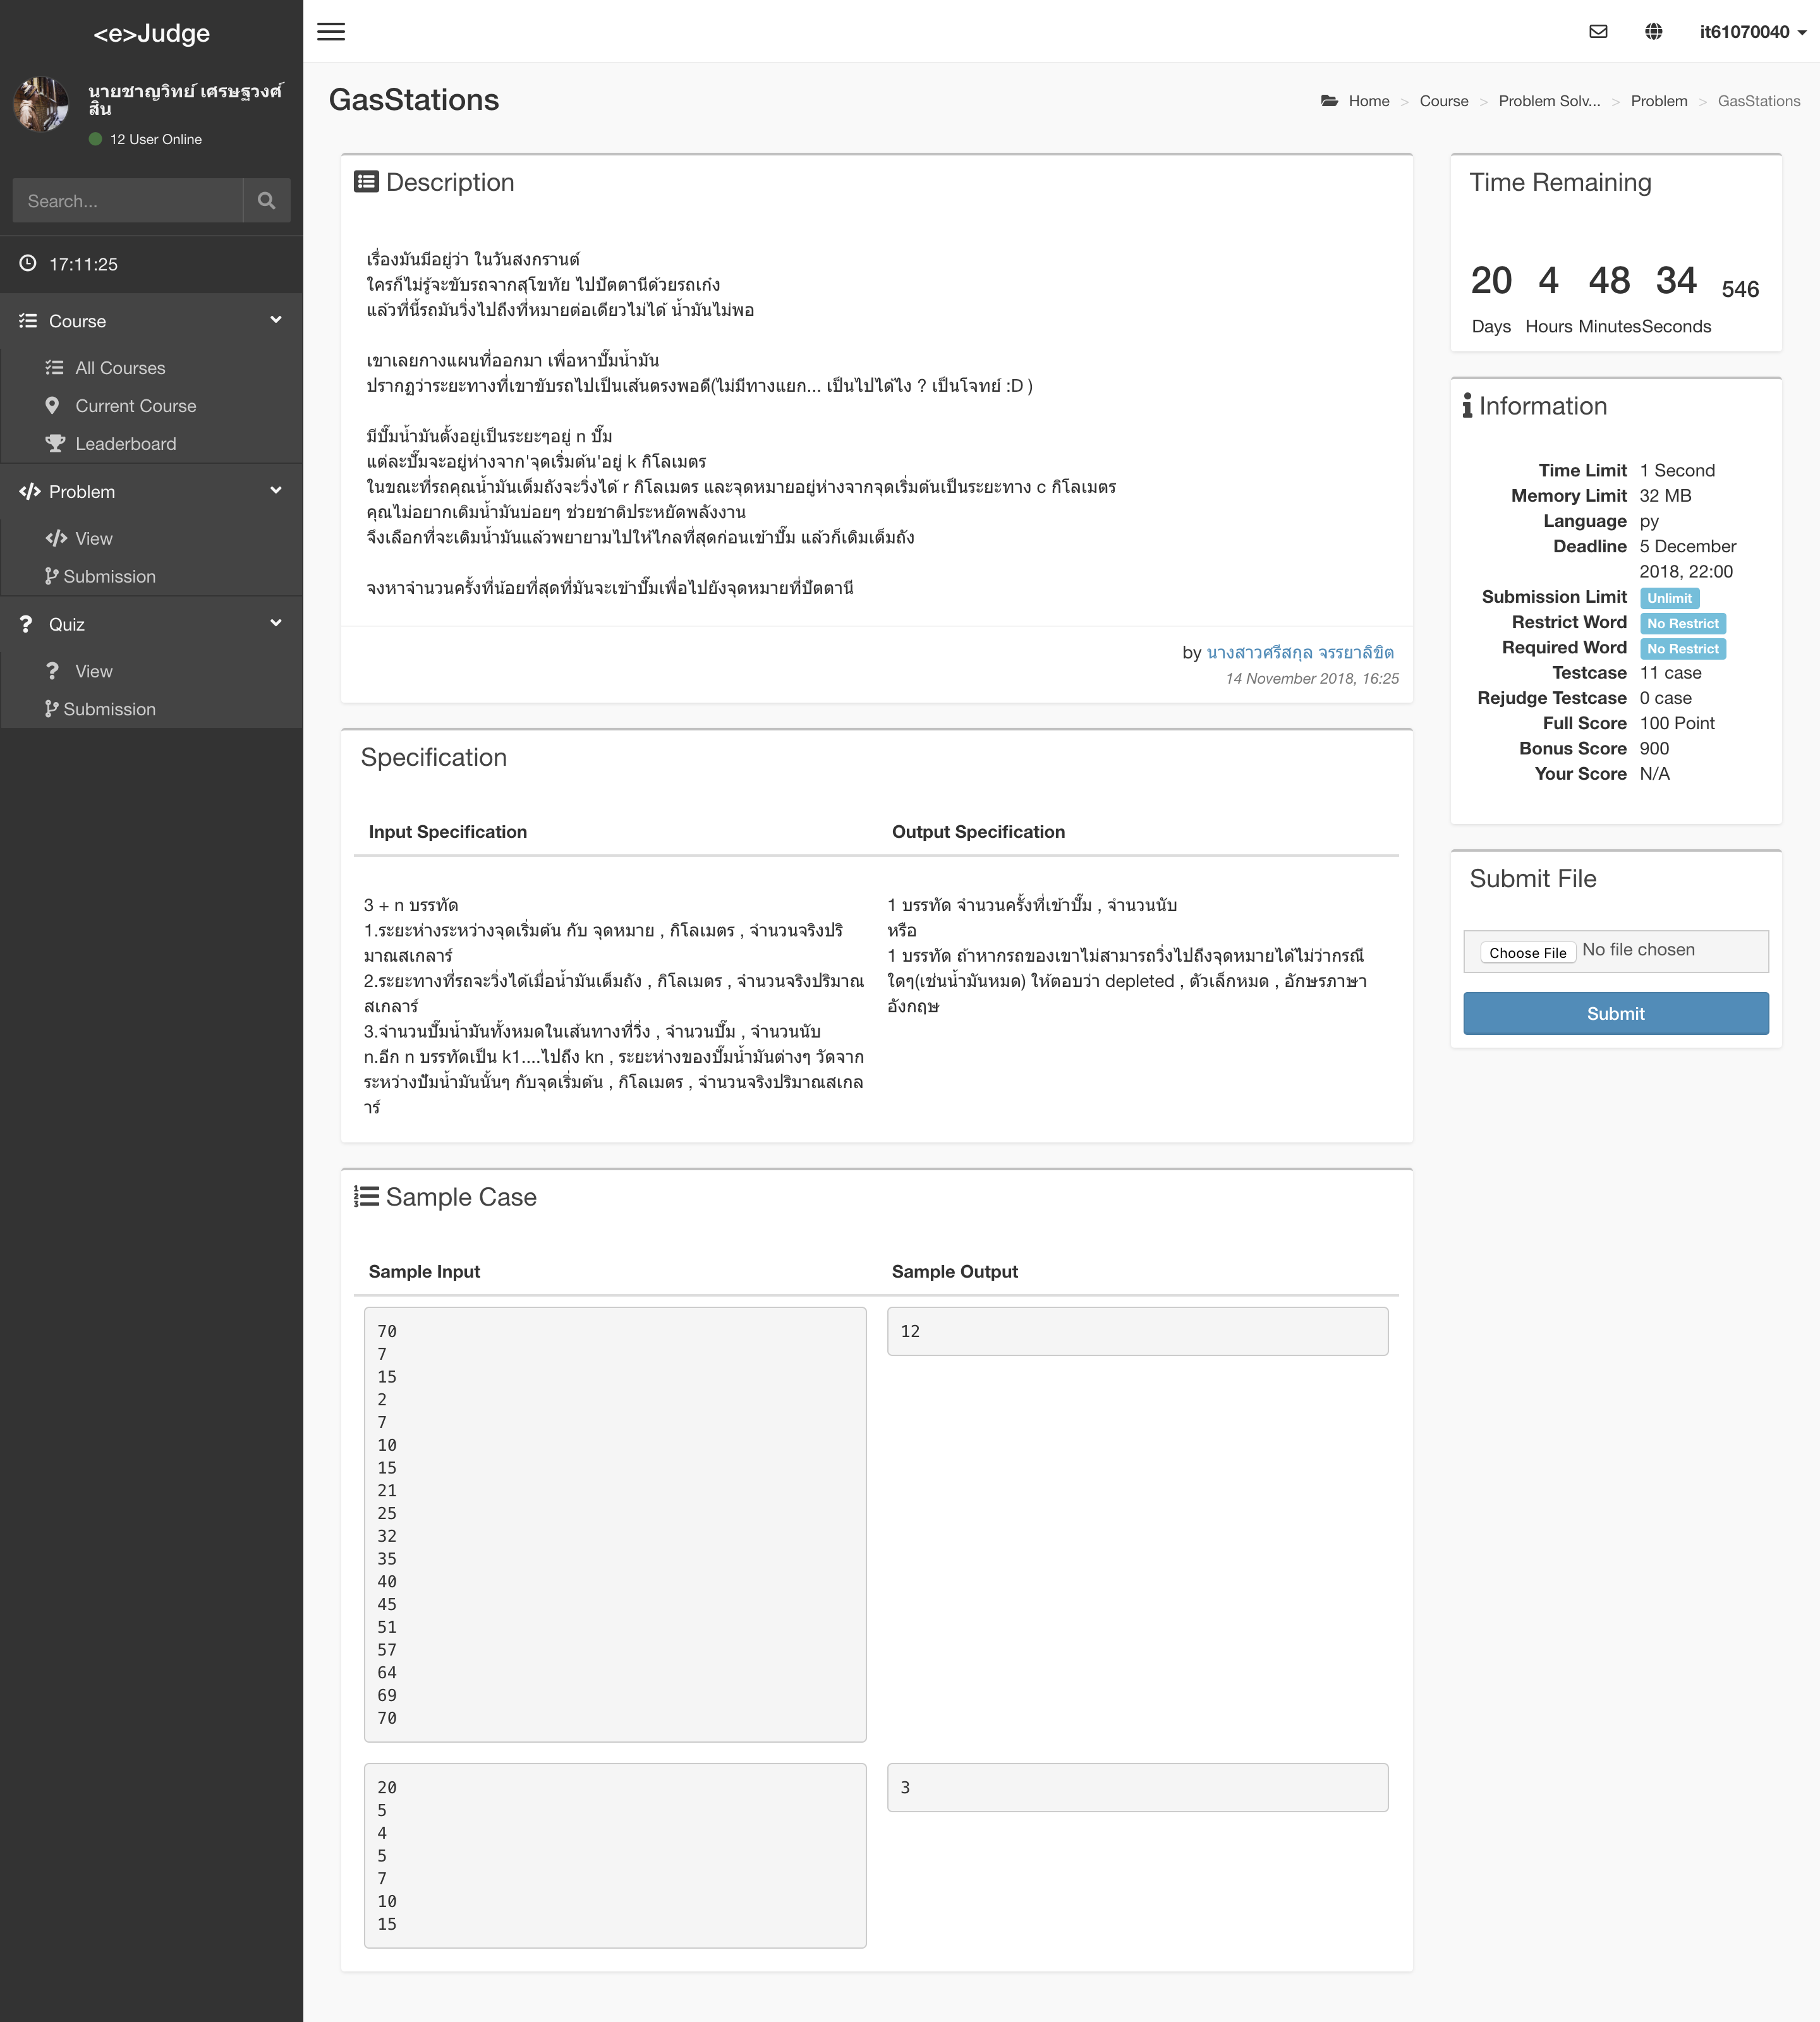 <e>Judge
นายชาญวิทย์ เศรษฐวงศ์
สิน
12 User Online
Search...
17:11:25
Course
All Courses
Current Course
Leaderboard
Problem
View
Submission
Quiz
View
Submission
it61070040
GasStations
Home > Course > Problem Solv... > Problem > GasStations
Description
เรื่องมันมีอยู่ว่า ในวันสงกรานต์
ใครก็ไม่รู้จะขับรถจากสุโขทัย ไปปัตตานีด้วยรถเก๋ง
แล้วที่นี้รถมันวิ่งไปถึงที่หมายต่อเดียวไม่ได้ น้ำมันไม่พอ
เขาเลยกางแผนที่ออกมา เพื่อหาปั๊มน้ำมัน
ปรากฏว่าระยะทางที่เขาขับรถไปเป็นเส้นตรงพอดี(ไม่มีทางแยก... เป็นไปได้ไง ? เป็นโจทย์ :D )
มีปั๊มน้ำมันตั้งอยู่เป็นระยะๆอยู่ n ปั๊ม
แต่ละปั๊มจะอยู่ห่างจาก'จุดเริ่มต้น'อยู่ k กิโลเมตร
ในขณะที่รถคุณน้ำมันเต็มถังจะวิ่งได้ r กิโลเมตร และจุดหมายอยู่ห่างจากจุดเริ่มต้นเป็นระยะทาง c กิโลเมตร
คุณไม่อยากเติมน้ำมันบ่อยๆ ช่วยชาติประหยัดพลังงาน
จึงเลือกที่จะเติมน้ำมันแล้วพยายามไปให้ไกลที่สุดก่อนเข้าปั๊ม แล้วก็เติมเต็มถัง
จงหาจำนวนครั้งที่น้อยที่สุดที่มันจะเข้าปั๊มเพื่อไปยังจุดหมายที่ปัตตานี
by นางสาวศรีสกุล จรรยาลิขิต
14 November 2018, 16:25
Specification
Input Specification
3 + n บรรทัด
1.ระยะห่างระหว่างจุดเริ่มต้น กับ จุดหมาย , กิโลเมตร , จำนวนจริงปริ
มาณสเกลาร์
2.ระยะทางที่รถจะวิ่งได้เมื่อน้ำมันเต็มถัง , กิโลเมตร , จำนวนจริงปริมาณ
สเกลาร์
3.จำนวนปั๊มน้ำมันทั้งหมดในเส้นทางที่วิ่ง , จำนวนปั๊ม , จำนวนนับ
n.อีก n บรรทัดเป็น k1....ไปถึง kn , ระยะห่างของปั๊มน้ำมันต่างๆ วัดจาก
ระหว่างปั๊มน้ำมันนั้นๆ กับจุดเริ่มต้น , กิโลเมตร , จำนวนจริงปริมาณสเกล
าร์
Output Specification
1 บรรทัด จำนวนครั้งที่เข้าปั๊ม , จำนวนนับ
หรือ
1 บรรทัด ถ้าหากรถของเขาไม่สามารถวิ่งไปถึงจุดหมายได้ไม่ว่ากรณี
ใดๆ(เช่นน้ำมันหมด) ให้ตอบว่า depleted , ตัวเล็กหมด , อักษรภาษา
อังกฤษ
Sample Case
Sample Input
Sample Output
70
7
15
2
7
10
15
21
25
32
35
40
45
51
57
64
69
70
12
20
5
4
5
7
10
15
3
Time Remaining
20 4 48 34 546
Days Hours Minutes Seconds
Information
Time Limit 1 Second
Memory Limit 32 MB
Language py
Deadline 5 December
2018, 22:00
Submission Limit Unlimit
Restrict Word No Restrict
Required Word No Restrict
Testcase 11 case
Rejudge Testcase 0 case
Full Score 100 Point
Bonus Score 900
Your Score N/A
Submit File
Choose File No file chosen
Submit